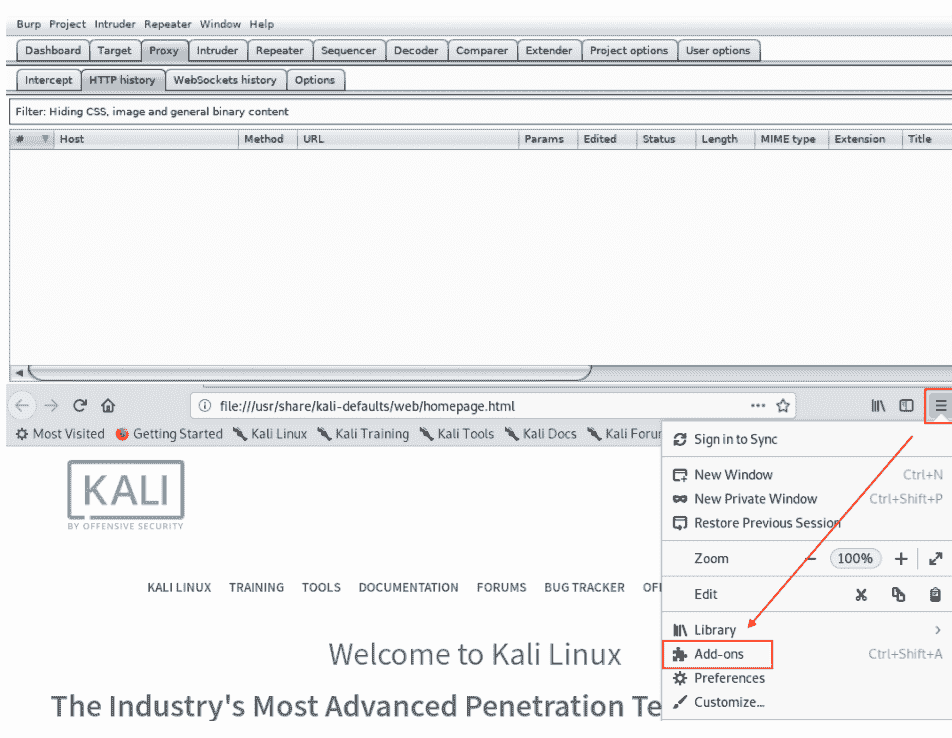 Burp Project Intruder Repeater Window Help
Dashboard Target Proxy Intruder Repeater Sequencer Decoder Comparer Extender Project options User options
Intercept HTTP history WebSockets history Options
Filter: Hiding CSS, image and general binary content
# Host Method URL Params Edited Status Length MIME type Extension Title
file:///usr/share/kali-defaults/web/homepage.html
Most Visited Getting Started Kali Linux Kali Training Kali Tools Kali Docs Kali Forur
Sign in to Sync
KALI
BY OFFENSIVE SECURITY
New Window Ctrl+N
New Private Window Ctrl+Shift+P
Restore Previous Session
Zoom − 100% +
KALI LINUX TRAINING TOOLS DOCUMENTATION FORUMS BUG TRACKER OFF
Edit
Library
Welcome to Kali Linux
Add-ons Ctrl+Shift+A
Preferences
The Industry's Most Advanced Penetration Te
Customize...